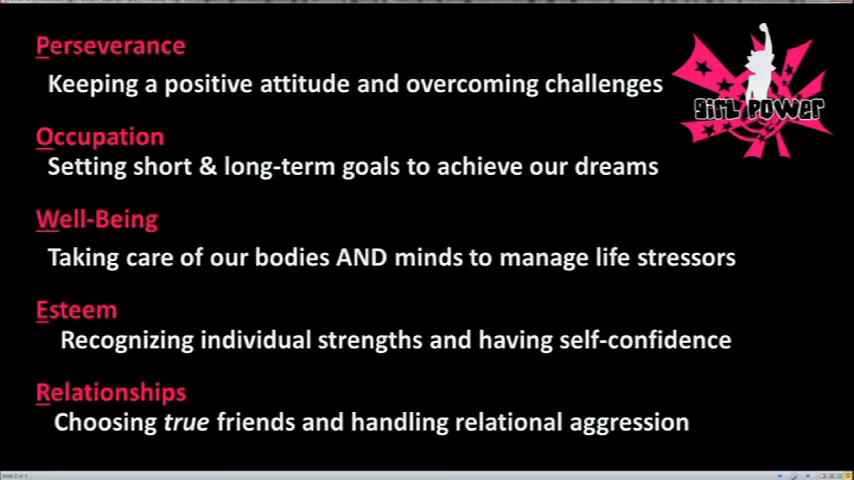 Perseverance
Keeping a positive attitude and overcoming challenges
girl power
Occupation
Setting short & long-term goals to achieve our dreams
Well-Being
Taking care of our bodies AND minds to manage life stressors
Esteem
Recognizing individual strengths and having self-confidence
Relationships
Choosing true friends and handling relational aggression